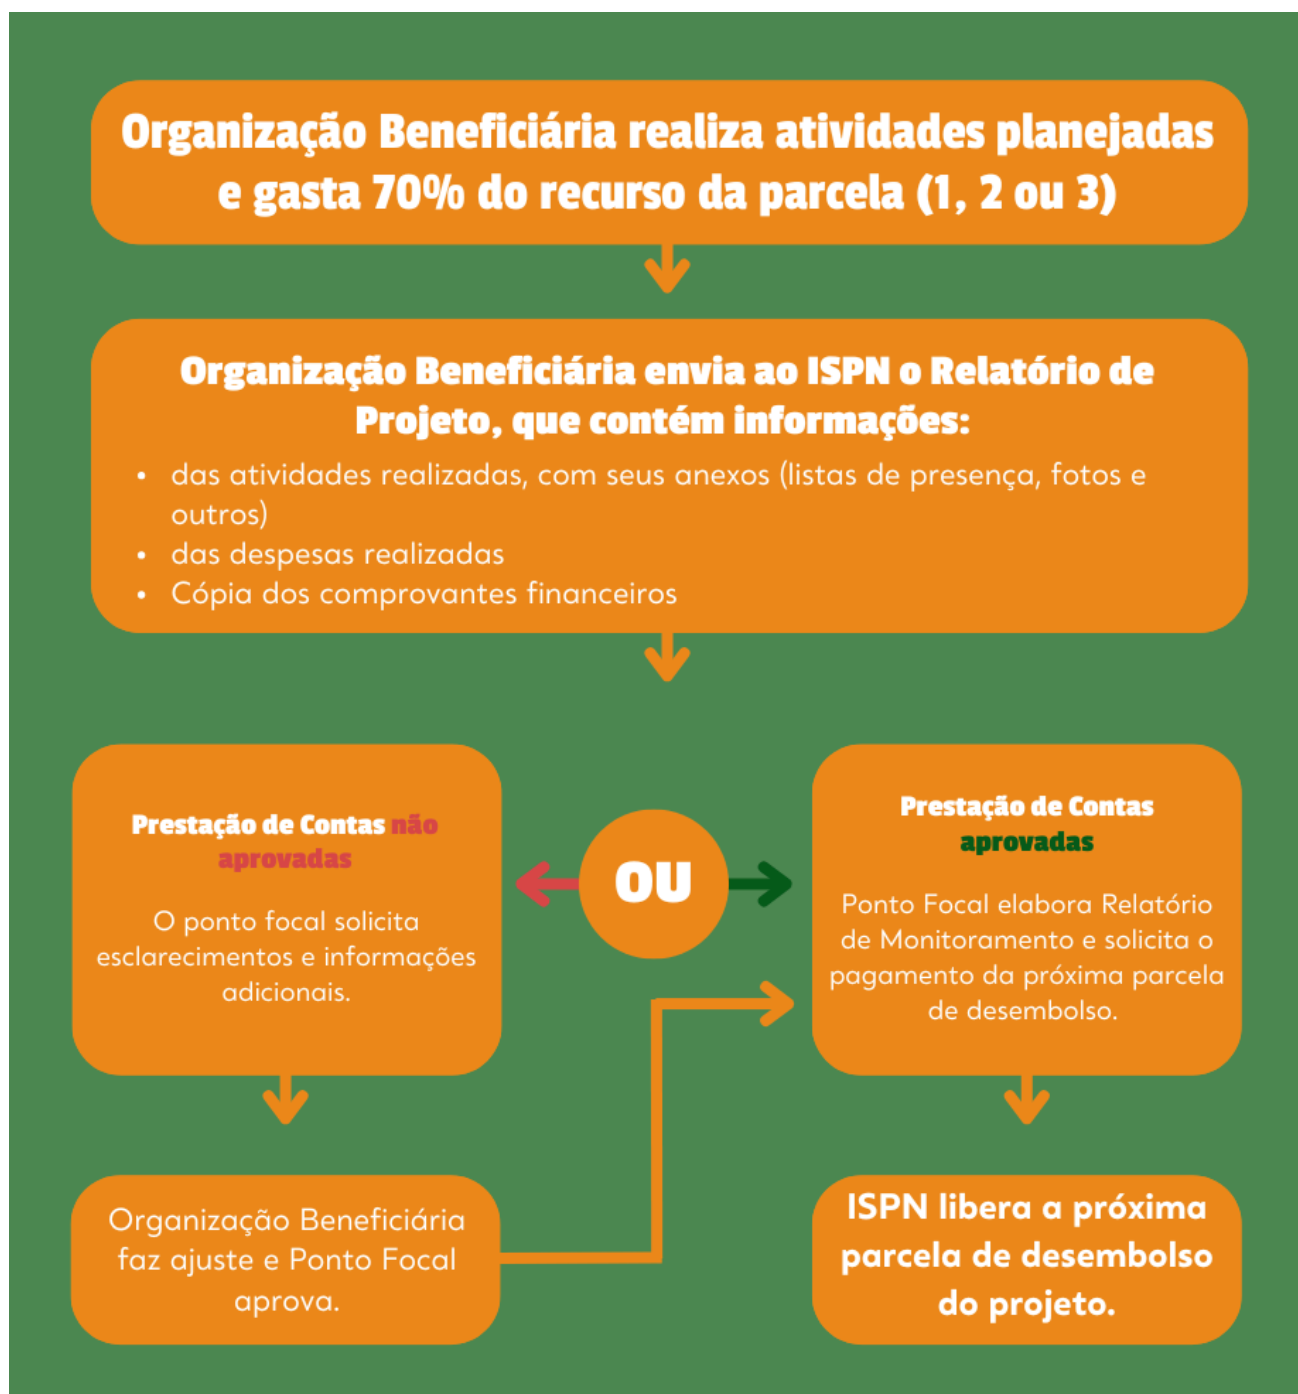 Organização Beneficiária realiza atividades planejadas
e gasta 70% do recurso da parcela (1, 2 ou 3)
Organização Beneficiária envia ao ISPN o Relatório de
Projeto, que contém informações:
• das atividades realizadas, com seus anexos (listas de presença, fotos e
outros)
• das despesas realizadas
• Cópia dos comprovantes financeiros
Prestação de Contas não
aprovadas
O ponto focal solicita
esclarecimentos e informações
adicionais.
OU
Prestação de Contas
aprovadas
Ponto Focal elabora Relatório
de Monitoramento e solicita o
pagamento da próxima parcela
de desembolso.
Organização Beneficiária
faz ajuste e Ponto Focal
aprova.
ISPN libera a próxima
parcela de desembolso
do projeto.